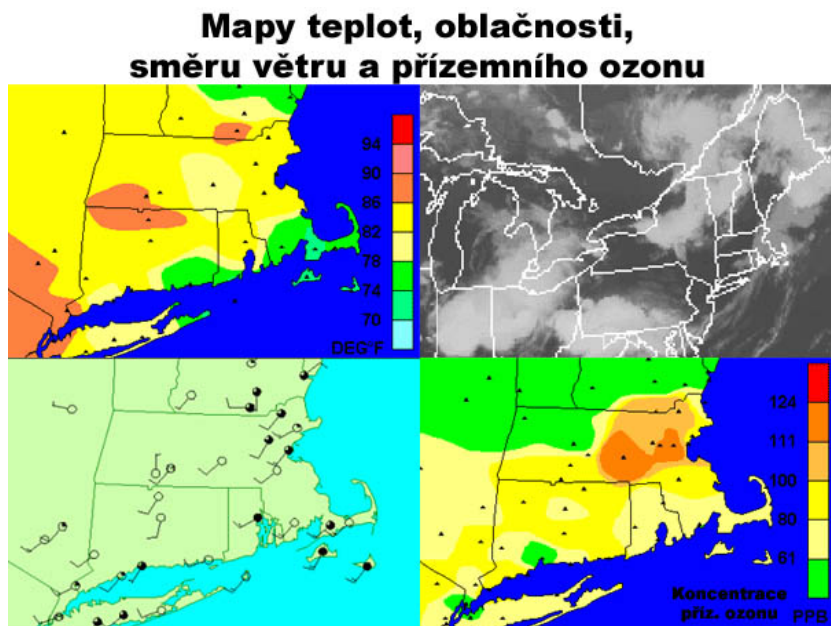 Mapy teplot, oblačnosti,
směru větru a přízemního ozonu
94
90
86
82
78
74
70
DEG°F
124
111
100
80
61
Koncentrace
příz. ozonu
PPB